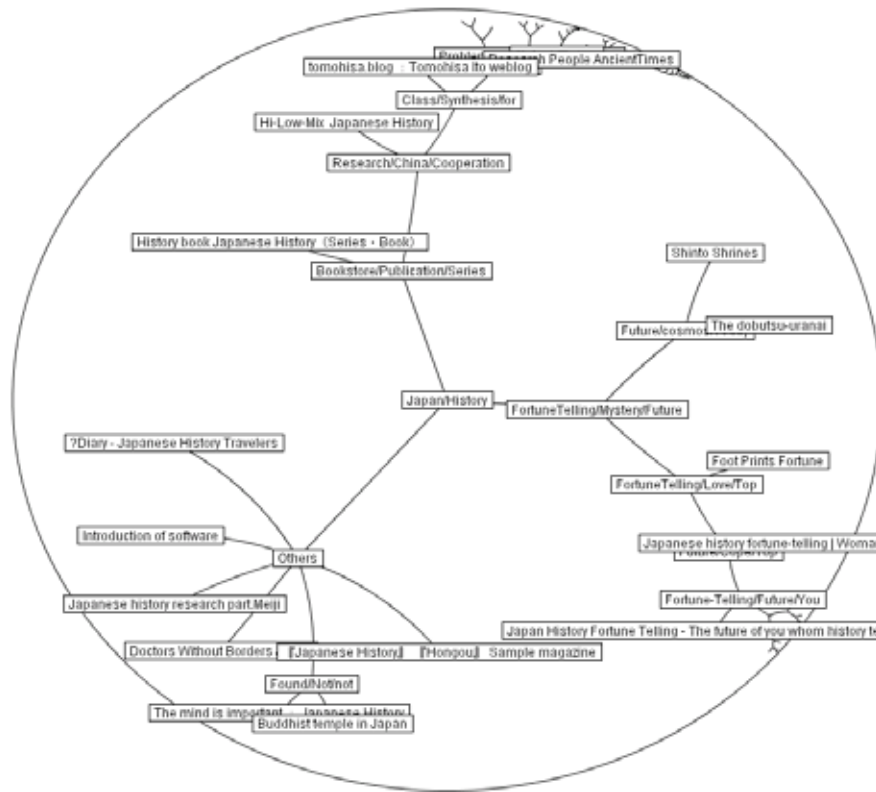 Research People AncientTimes
tomohisa.blog : Tomohisa Ito weblog
Class/Synthesis/for
Hi-Low-Mix Japanese History
Research/China/Cooperation
History book Japanese History (Series・Book)
Bookstore/Publication/Series
Shinto Shrines
Future/cosmos
The dobutsu-uranai
Japan/History
FortuneTelling/Mystery/Future
?Diary - Japanese History Travelers
Foot Prints Fortune
FortuneTelling/Love/Top
Introduction of software
Japanese history fortune-telling | Woma
Others
Fortune-Telling/Future/You
Japanese history research part.Meiji
Japan History Fortune Telling - The future of you whom history te
Doctors Without Borders
『Japanese History』 『Hongou』 Sample magazine
Found/Not/not
The mind is important : Japanese History
Buddhist temple in Japan